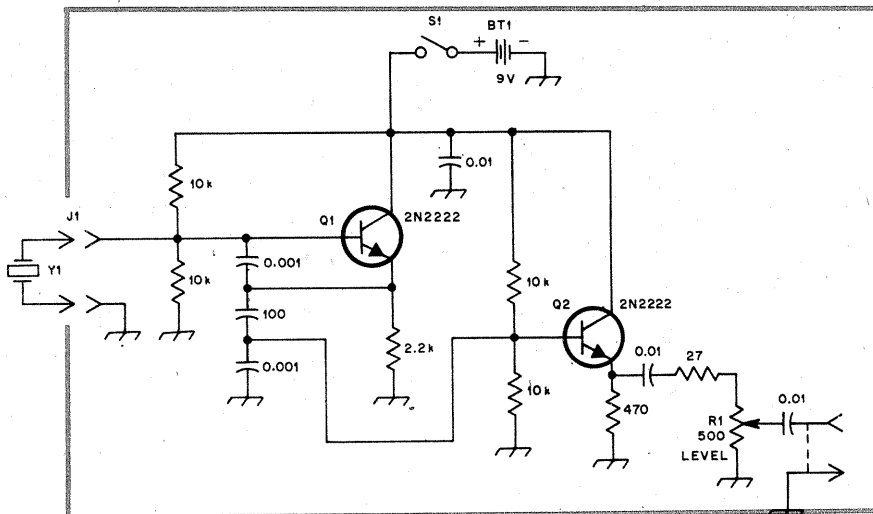 S1
BT1
+
−
9V
0.01
10k
J1
Q1
2N2222
Y1
10k
0.001
100
0.001
2.2k
10k
Q2
2N2222
10k
0.01
27
470
R1
500
LEVEL
0.01